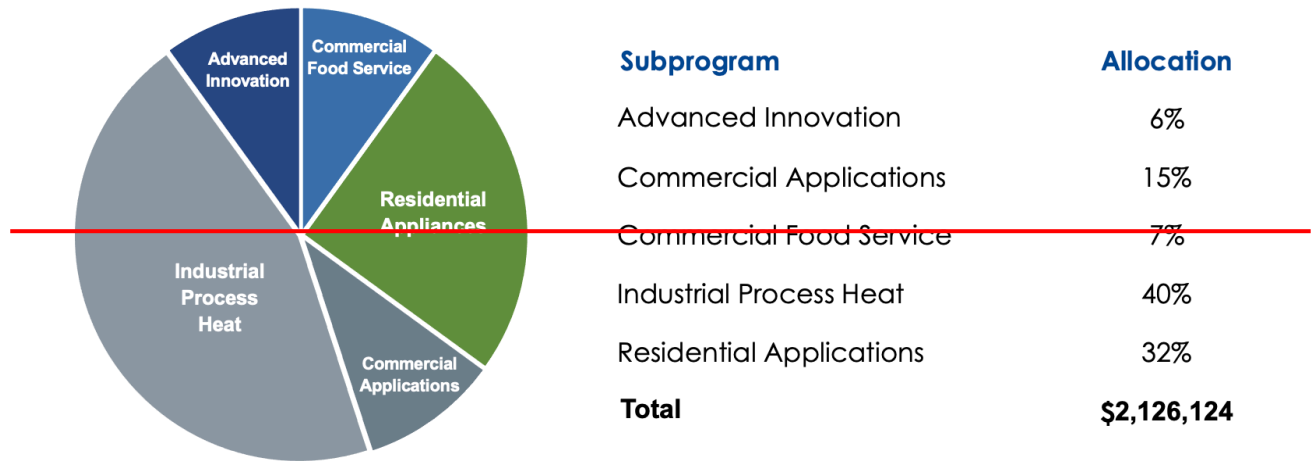 Advanced
Innovation
Commercial
Food Service
Residential
Appliances
Industrial
Process
Heat
Commercial
Applications
Subprogram Allocation
Advanced Innovation 6%
Commercial Applications 15%
Commercial Food Service 7%
Industrial Process Heat 40%
Residential Applications 32%
Total $2,126,124